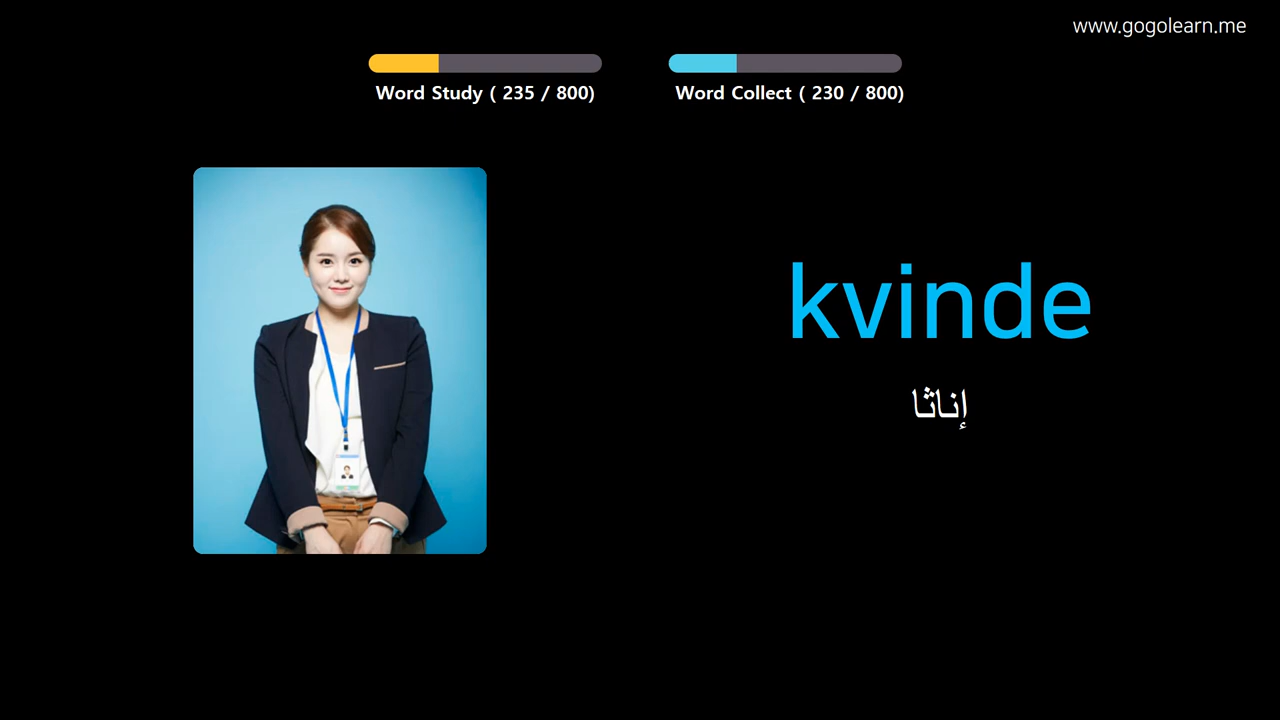 www.gogolearn.me
Word Study ( 235 / 800)
Word Collect ( 230 / 800)
kvinde
إناثا